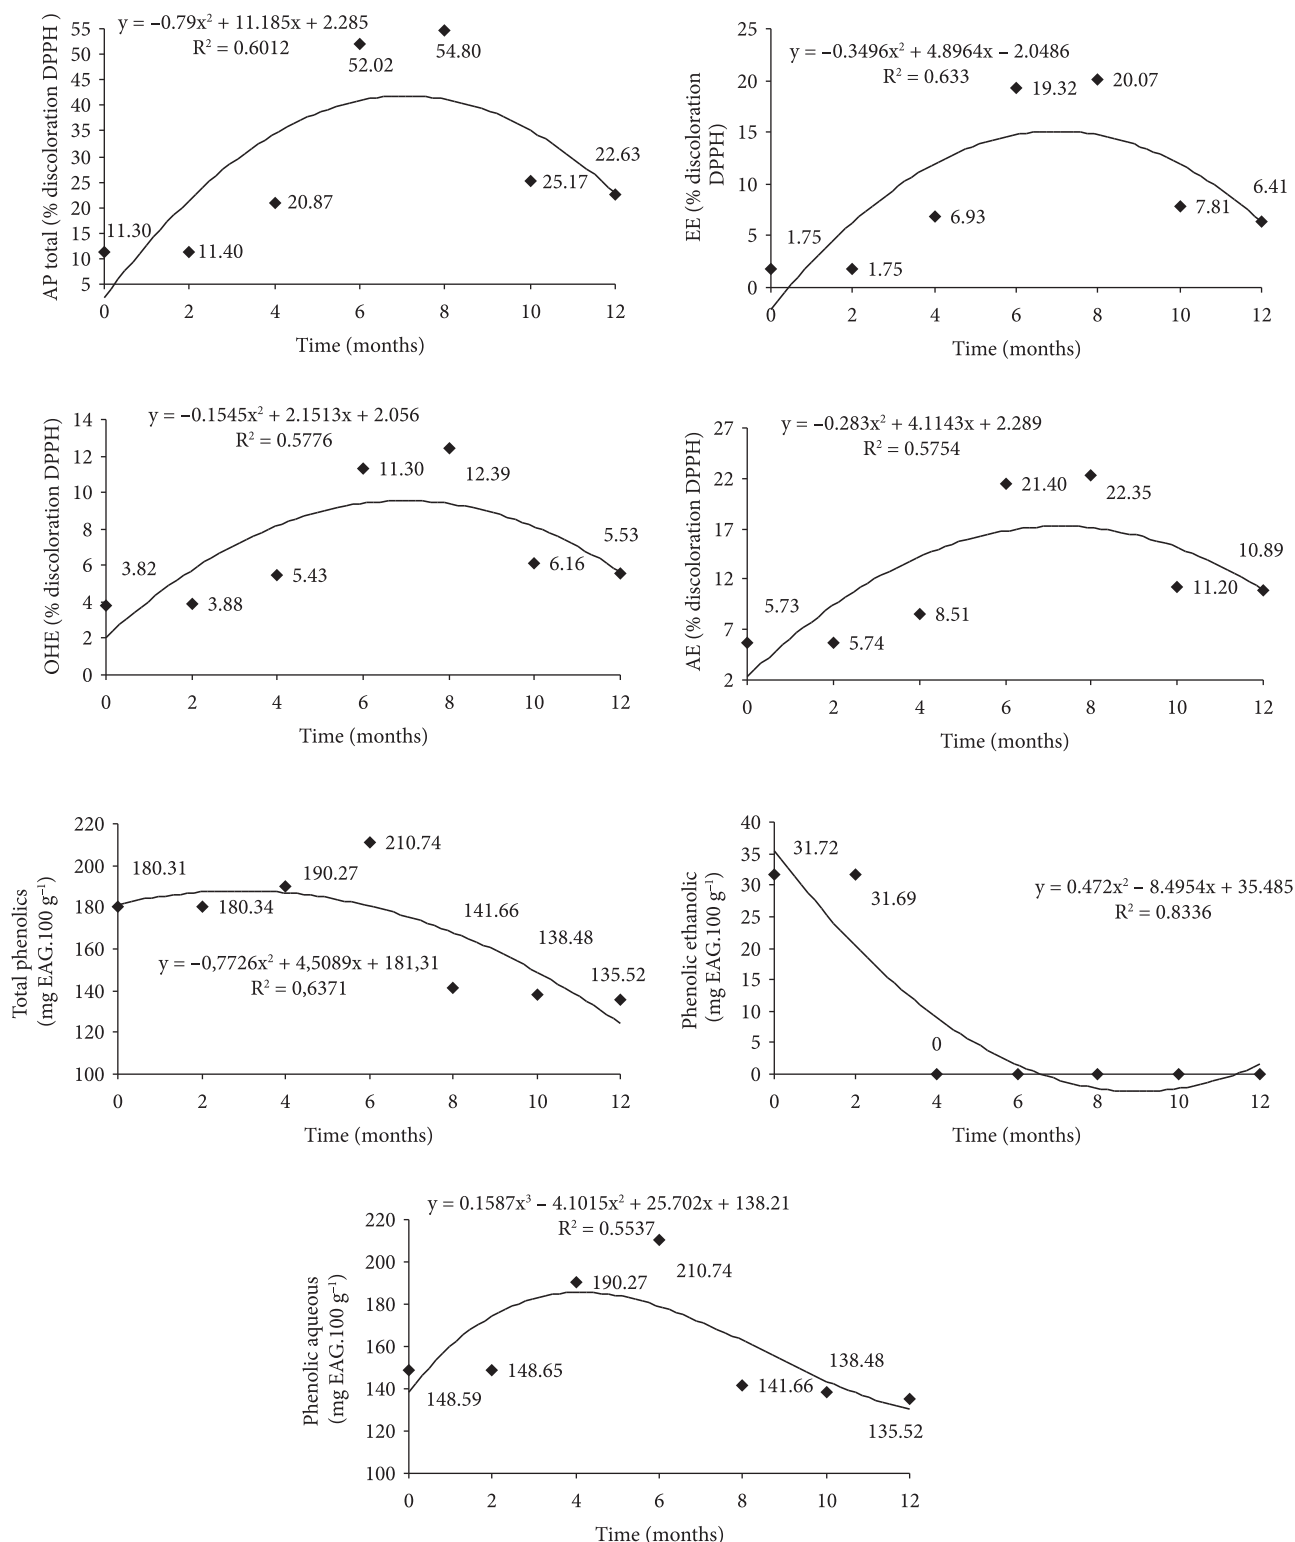 y = –0.79x² + 11.185x + 2.285
R² = 0.6012
AP total (% discoloration DPPH )
55
50
45
40
35
30
25
20
15
10
5
11.30
11.40
20.87
52.02
54.80
25.17
22.63
0 2 4 6 8 10 12
Time (months)
y = –0.3496x² + 4.8964x – 2.0486
R² = 0.633
EE (% discoloration
DPPH )
25
20
15
10
5
0
1.75
1.75
6.93
19.32
20.07
7.81
6.41
0 2 4 6 8 10 12
Time (months)
y = –0.1545x² + 2.1513x + 2.056
R² = 0.5776
OHE (% discoloration DPPH)
14
12
10
8
6
4
2
0
3.82
3.88
5.43
11.30
12.39
6.16
5.53
0 2 4 6 8 10 12
Time (months)
y = –0.283x² + 4.1143x + 2.289
R² = 0.5754
AE (% discoloration DPPH)
27
22
17
12
7
2
5.73
5.74
8.51
21.40
22.35
11.20
10.89
0 2 4 6 8 10 12
Time (months)
Total phenolics
(mg EAG.100 g⁻¹)
220
200
180
160
140
120
100
180.31
180.34
190.27
210.74
141.66
138.48
135.52
y = –0,7726x² + 4,5089x + 181,31
R² = 0,6371
0 2 4 6 8 10 12
Time (months)
Phenolic ethanolic
(mg EAG.100 g⁻¹)
40
35
30
25
20
15
10
5
0
31.72
31.69
0
y = 0.472x² – 8.4954x + 35.485
R² = 0.8336
0 2 4 6 8 10 12
Time (months)
y = 0.1587x³ – 4.1015x² + 25.702x + 138.21
R² = 0.5537
Phenolic aqueous
(mg EAG.100 g⁻¹)
220
200
180
160
140
120
100
148.59
148.65
190.27
210.74
141.66
138.48
135.52
0 2 4 6 8 10 12
Time (months)